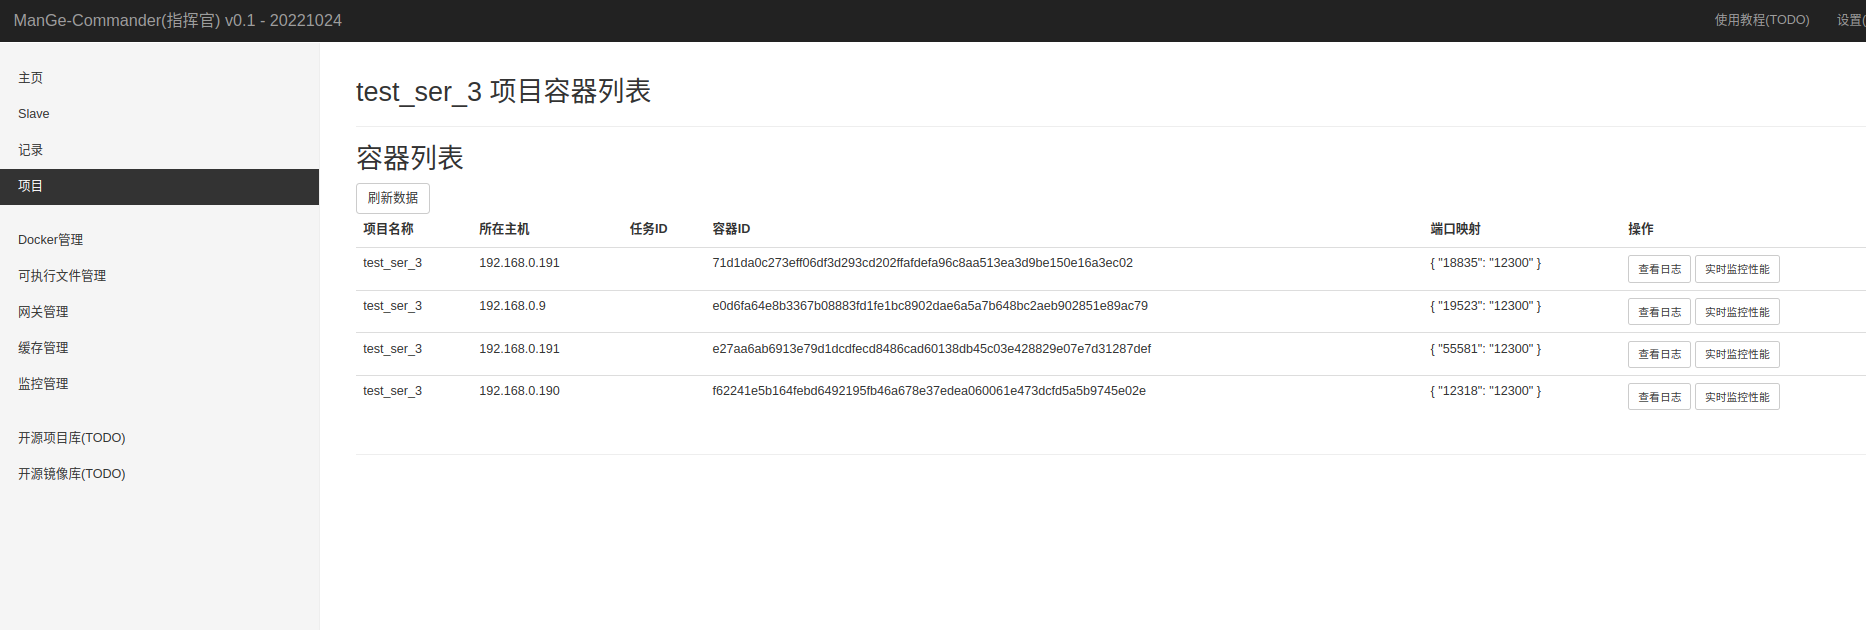 ManGe-Commander(指挥官) v0.1 - 20221024 使用教程(TODO) 设置(
主页
Slave
记录
项目
Docker管理
可执行文件管理
网关管理
缓存管理
监控管理
开源项目库(TODO)
开源镜像库(TODO)
test_ser_3 项目容器列表
容器列表
刷新数据
项目名称 所在主机 任务ID 容器ID 端口映射 操作
test_ser_3 192.168.0.191 71d1da0c273eff06df3d293cd202ffafdefa96c8aa513ea3d9be150e16a3ec02 { "18835": "12300" } 查看日志 实时监控性能
test_ser_3 192.168.0.9 e0d6fa64e8b3367b08883fd1fe1bc8902dae6a5a7b648bc2aeb902851e89ac79 { "19523": "12300" } 查看日志 实时监控性能
test_ser_3 192.168.0.191 e27aa6ab6913e79d1dcdfecd8486cad60138db45c03e428829e07e7d31287def { "55581": "12300" } 查看日志 实时监控性能
test_ser_3 192.168.0.190 f62241e5b164febd6492195fb46a678e37edea060061e473dcfd5a5b9745e02e { "12318": "12300" } 查看日志 实时监控性能